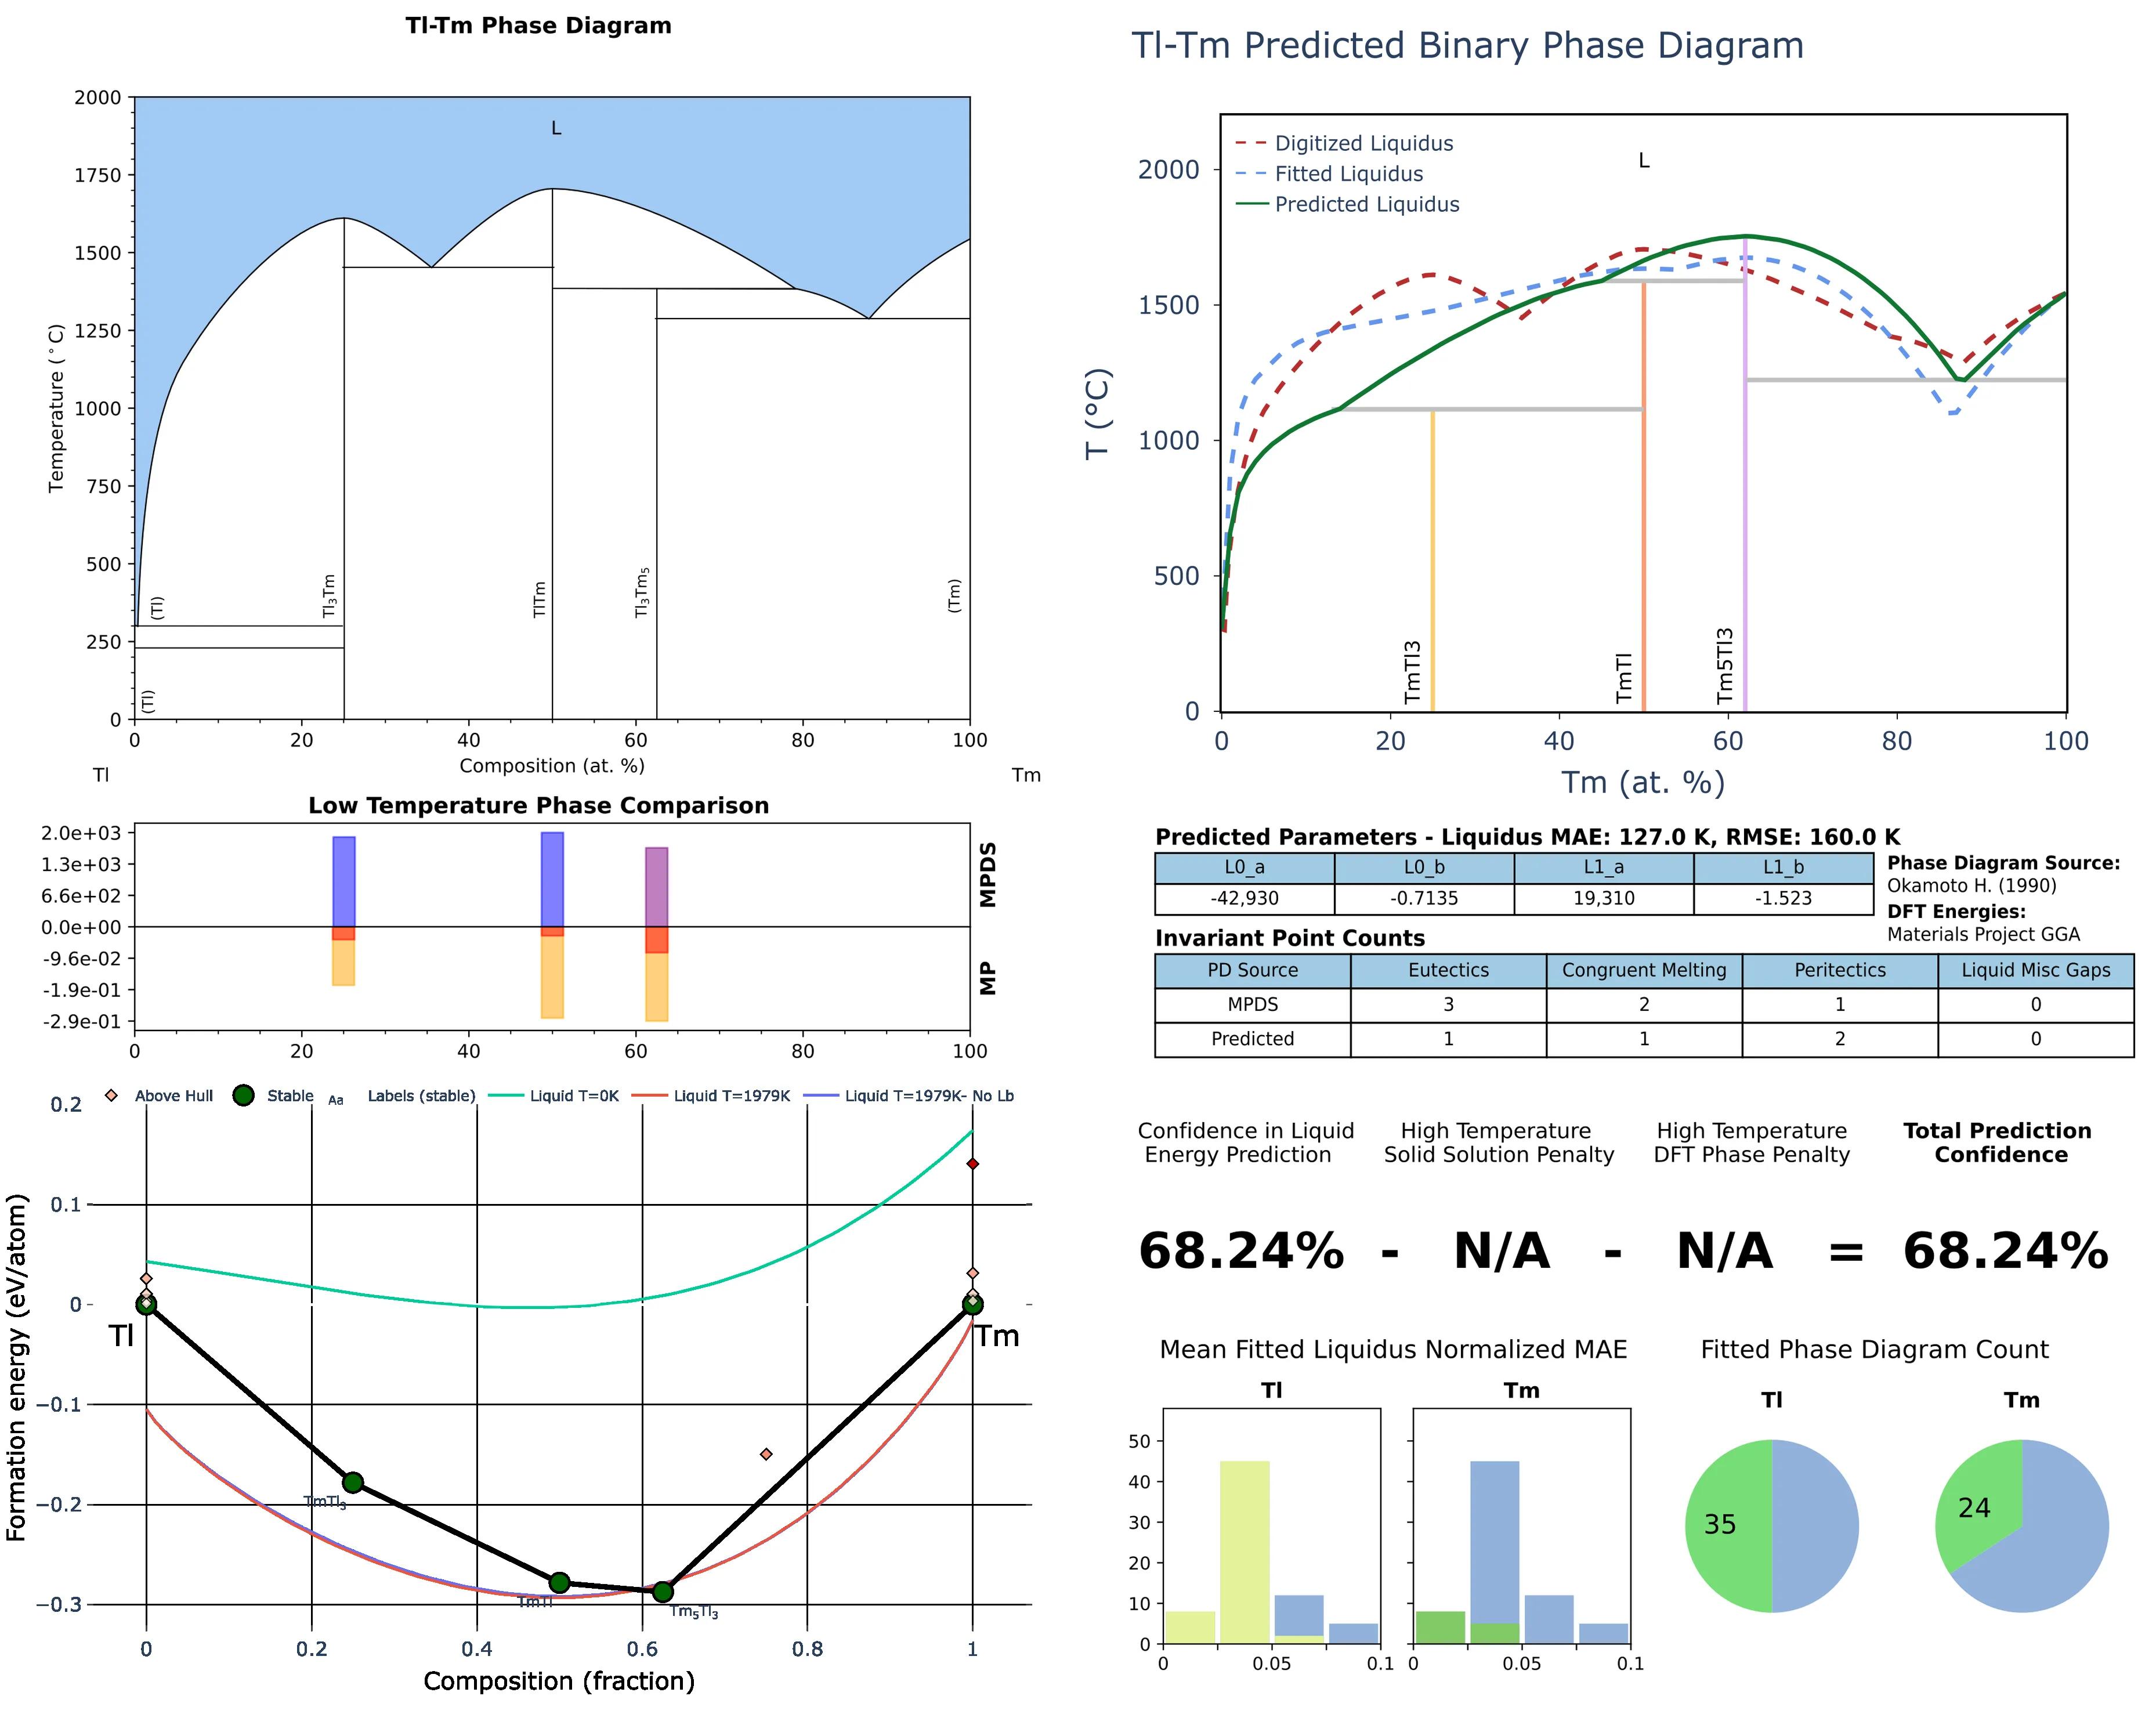 Tl-Tm Phase Diagram
2000
1750
1500
1250
1000
750
500
250
0
Temperature (°C)
L
(Tl)
(Tl)
Tl3Tm
TlTm
Tl3Tm5
(Tm)
0 20 40 60 80 100
Composition (at. %)
Tl Tm
Low Temperature Phase Comparison
2.0e+03
1.3e+03
6.6e+02
0.0e+00
-9.6e-02
-1.9e-01
-2.9e-01
MPDS
MP
0 20 40 60 80 100
Above Hull Stable Aa Labels (stable) Liquid T=0K Liquid T=1979K Liquid T=1979K- No Lb
0.2
0.1
0
−0.1
−0.2
−0.3
Formation energy (eV/atom)
Tl
Tm
TmTl3
TmTl
Tm5Tl3
0 0.2 0.4 0.6 0.8 1
Composition (fraction)
Tl-Tm Predicted Binary Phase Diagram
Digitized Liquidus
Fitted Liquidus
Predicted Liquidus
L
2000
1500
1000
500
0
T (°C)
TmTl3
TmTl
Tm5Tl3
0 20 40 60 80 100
Tm (at. %)
Predicted Parameters - Liquidus MAE: 127.0 K, RMSE: 160.0 K
L0_a L0_b L1_a L1_b
-42,930 -0.7135 19,310 -1.523
Phase Diagram Source:
Okamoto H. (1990)
DFT Energies:
Materials Project GGA
Invariant Point Counts
PD Source Eutectics Congruent Melting Peritectics Liquid Misc Gaps
MPDS 3 2 1 0
Predicted 1 1 2 0
Confidence in Liquid
Energy Prediction
High Temperature
Solid Solution Penalty
High Temperature
DFT Phase Penalty
Total Prediction
Confidence
68.24% - N/A - N/A = 68.24%
Mean Fitted Liquidus Normalized MAE
Tl Tm
50
40
30
20
10
0
0 0.05 0.1
0 0.05 0.1
Fitted Phase Diagram Count
Tl Tm
35
24